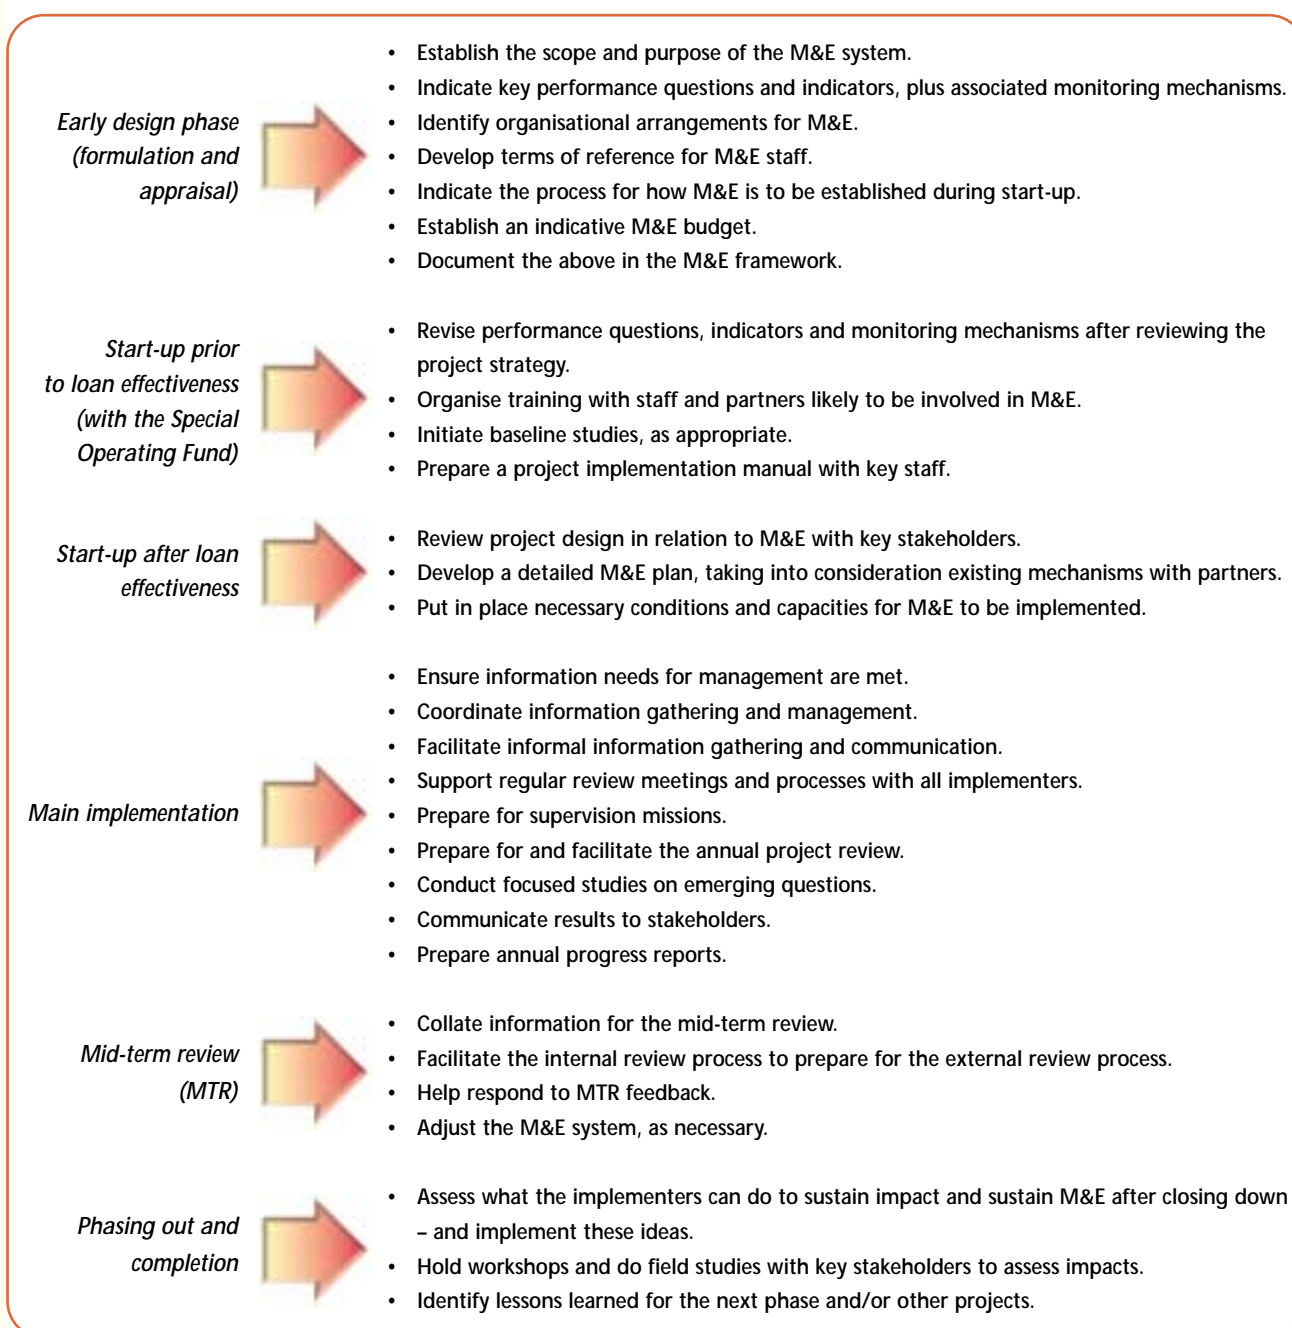 Early design phase
(formulation and
appraisal)
• Establish the scope and purpose of the M&E system.
• Indicate key performance questions and indicators, plus associated monitoring mechanisms.
• Identify organisational arrangements for M&E.
• Develop terms of reference for M&E staff.
• Indicate the process for how M&E is to be established during start-up.
• Establish an indicative M&E budget.
• Document the above in the M&E framework.
Start-up prior
to loan effectiveness
(with the Special
Operating Fund)
• Revise performance questions, indicators and monitoring mechanisms after reviewing the
project strategy.
• Organise training with staff and partners likely to be involved in M&E.
• Initiate baseline studies, as appropriate.
• Prepare a project implementation manual with key staff.
Start-up after loan
effectiveness
• Review project design in relation to M&E with key stakeholders.
• Develop a detailed M&E plan, taking into consideration existing mechanisms with partners.
• Put in place necessary conditions and capacities for M&E to be implemented.
Main implementation
• Ensure information needs for management are met.
• Coordinate information gathering and management.
• Facilitate informal information gathering and communication.
• Support regular review meetings and processes with all implementers.
• Prepare for supervision missions.
• Prepare for and facilitate the annual project review.
• Conduct focused studies on emerging questions.
• Communicate results to stakeholders.
• Prepare annual progress reports.
Mid-term review
(MTR)
• Collate information for the mid-term review.
• Facilitate the internal review process to prepare for the external review process.
• Help respond to MTR feedback.
• Adjust the M&E system, as necessary.
Phasing out and
completion
• Assess what the implementers can do to sustain impact and sustain M&E after closing down
– and implement these ideas.
• Hold workshops and do field studies with key stakeholders to assess impacts.
• Identify lessons learned for the next phase and/or other projects.